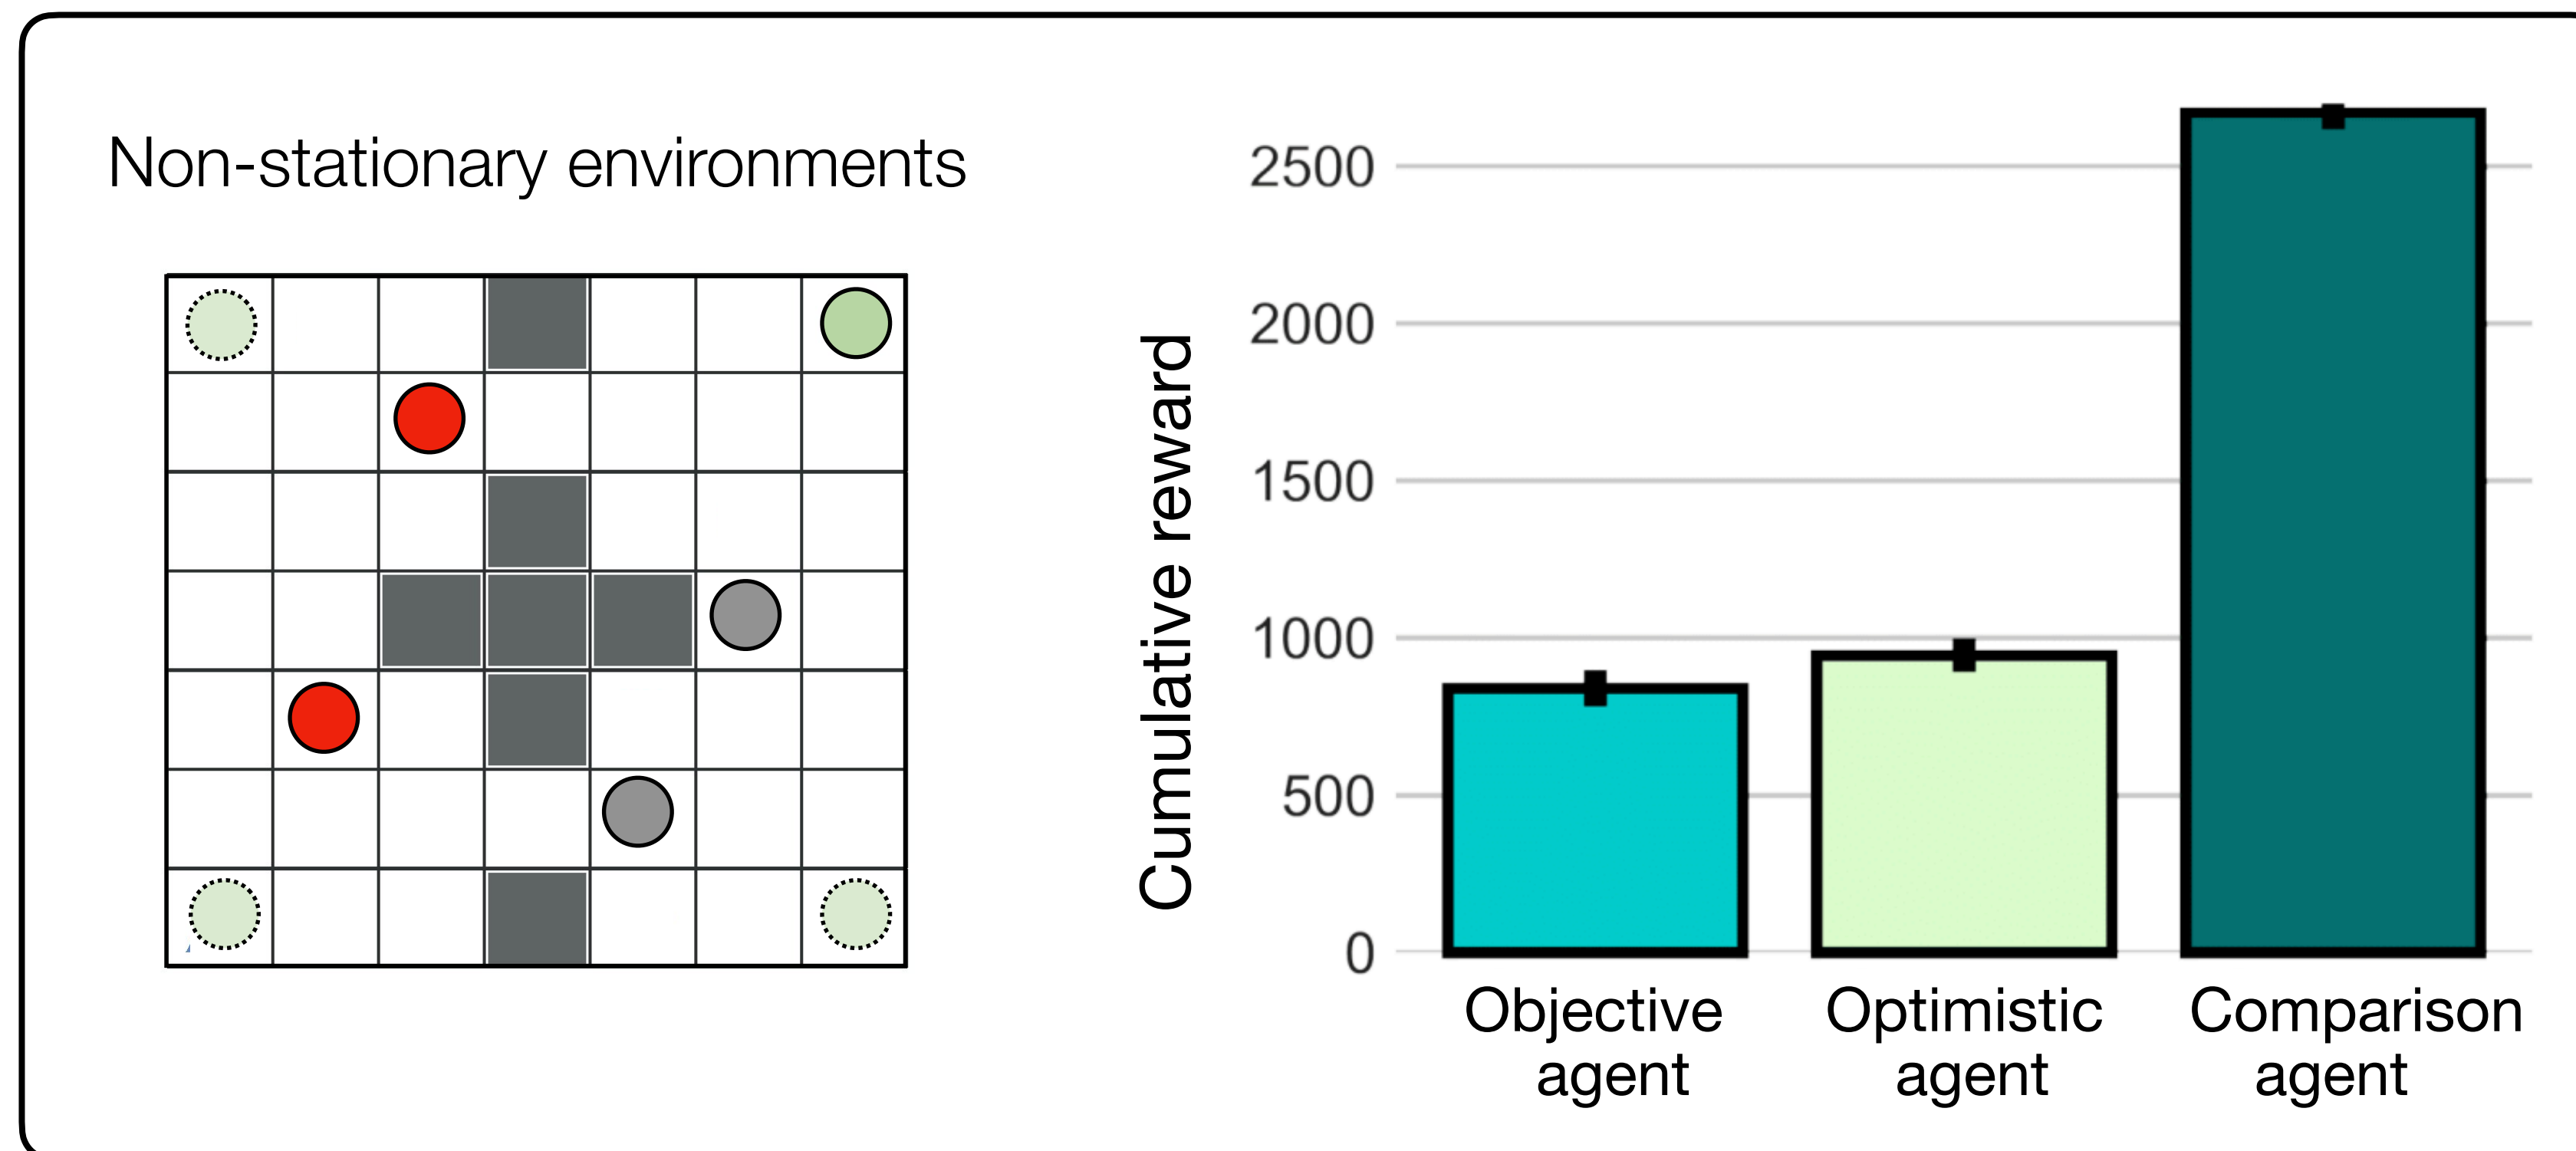 Non-stationary environments
Cumulative reward
2500
2000
1500
1000
500
0
Objective
agent
Optimistic
agent
Comparison
agent